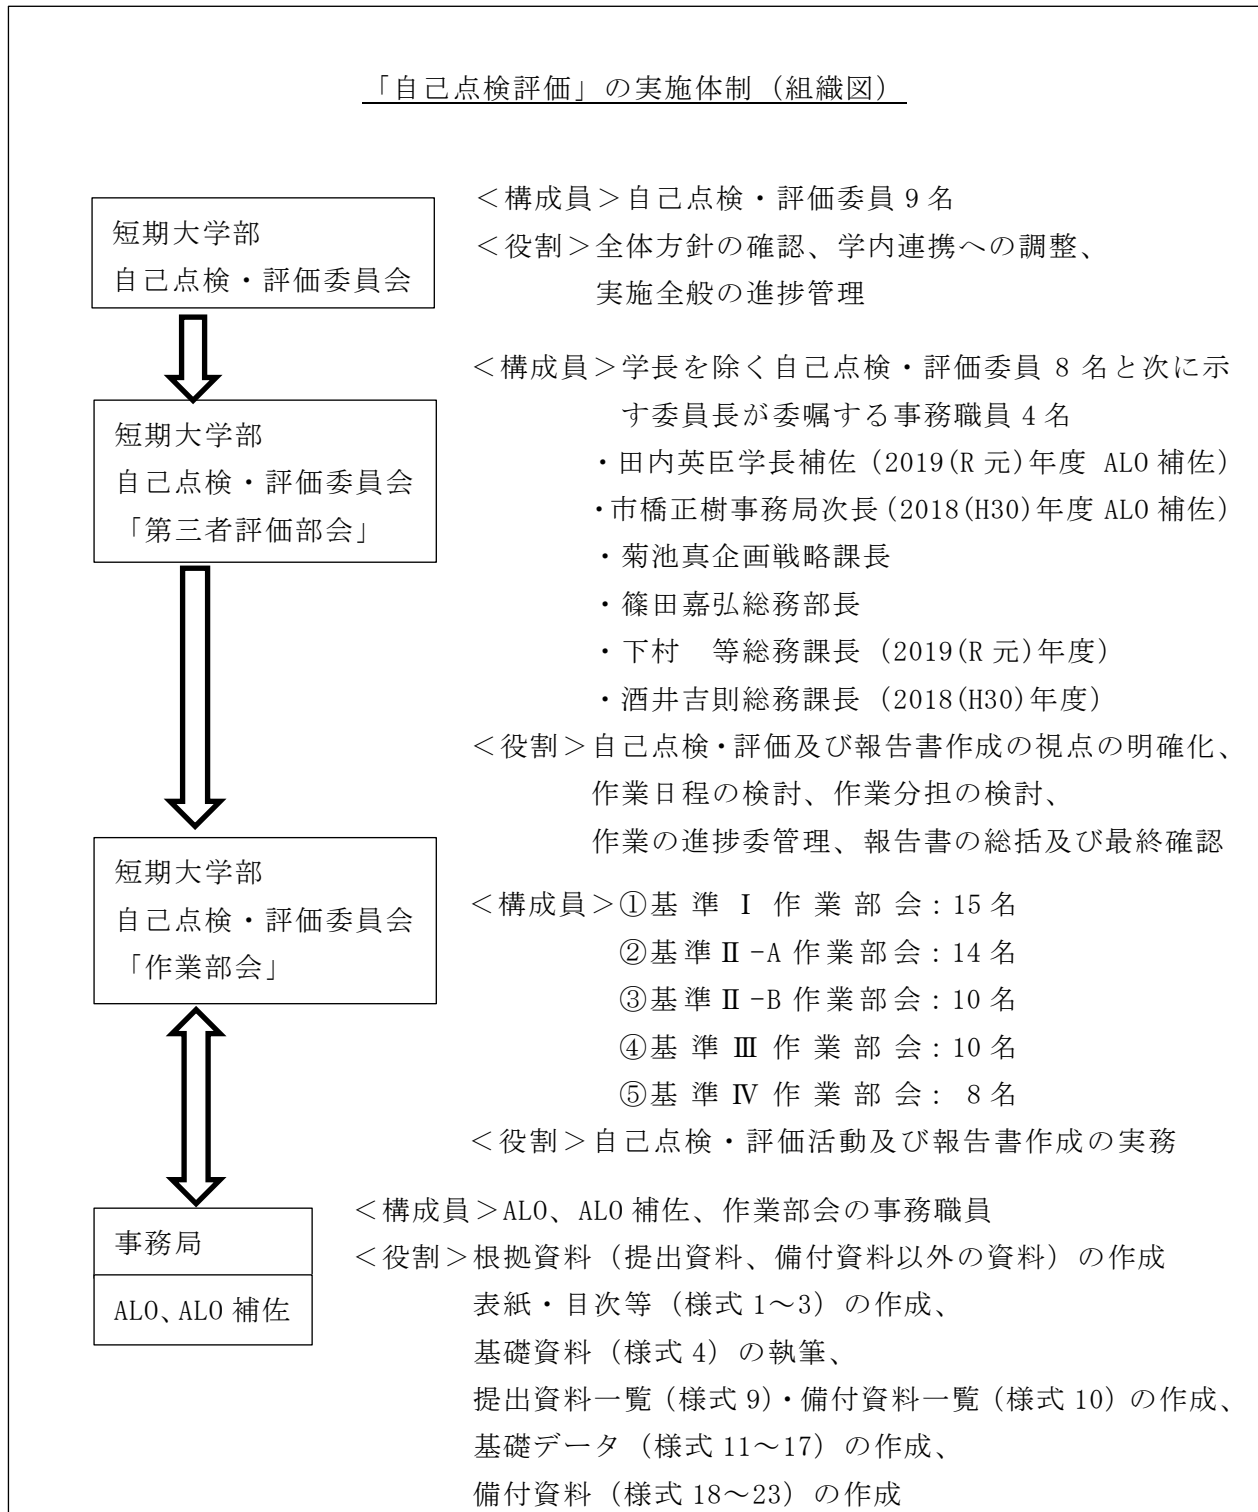 「自己点検評価」の実施体制（組織図）
短期大学部
自己点検・評価委員会
＜構成員＞自己点検・評価委員 9 名
＜役割＞全体方針の確認、学内連携への調整、
実施全般の進捗管理
短期大学部
自己点検・評価委員会
「第三者評価部会」
＜構成員＞学長を除く自己点検・評価委員 8 名と次に示
す委員長が委嘱する事務職員 4 名
・田内英臣学長補佐（2019(R 元)年度 ALO 補佐）
・市橋正樹事務局次長（2018(H30)年度 ALO 補佐）
・菊池真企画戦略課長
・篠田嘉弘総務部長
・下村　等総務課長（2019(R 元)年度）
・酒井吉則総務課長（2018(H30)年度）
＜役割＞自己点検・評価及び報告書作成の視点の明確化、
作業日程の検討、作業分担の検討、
作業の進捗委管理、報告書の総括及び最終確認
短期大学部
自己点検・評価委員会
「作業部会」
＜構成員＞①基 準 Ⅰ 作 業 部 会：15 名
②基 準 Ⅱ-A 作 業 部 会：14 名
③基 準 Ⅱ-B 作 業 部 会：10 名
④基 準 Ⅲ 作 業 部 会：10 名
⑤基 準 Ⅳ 作 業 部 会： 8 名
＜役割＞自己点検・評価活動及び報告書作成の実務
事務局
ALO、ALO 補佐
＜構成員＞ALO、ALO 補佐、作業部会の事務職員
＜役割＞根拠資料（提出資料、備付資料以外の資料）の作成
表紙・目次等（様式 1～3）の作成、
基礎資料（様式 4）の執筆、
提出資料一覧（様式 9）・備付資料一覧（様式 10）の作成、
基礎データ（様式 11～17）の作成、
備付資料（様式 18～23）の作成